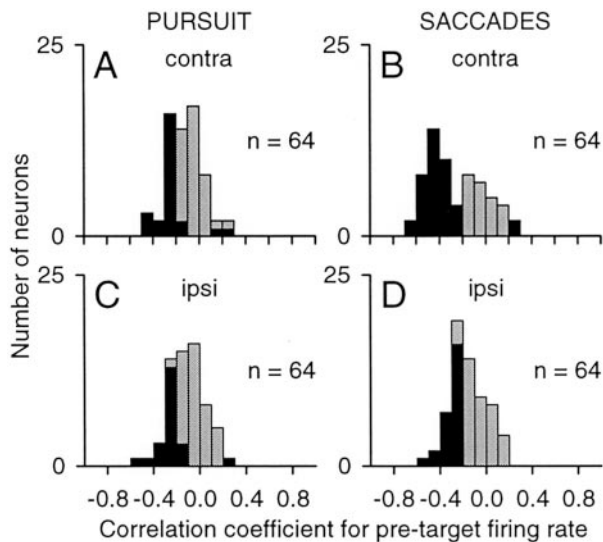 PURSUIT SACCADES
25 25
A contra B contra
n = 64 n = 64
0 0
Number of neurons
25 25
C ipsi D ipsi
n = 64 n = 64
0 0
-0.8 -0.4 0.0 0.4 0.8 -0.8 -0.4 0.0 0.4 0.8
Correlation coefficient for pre-target firing rate